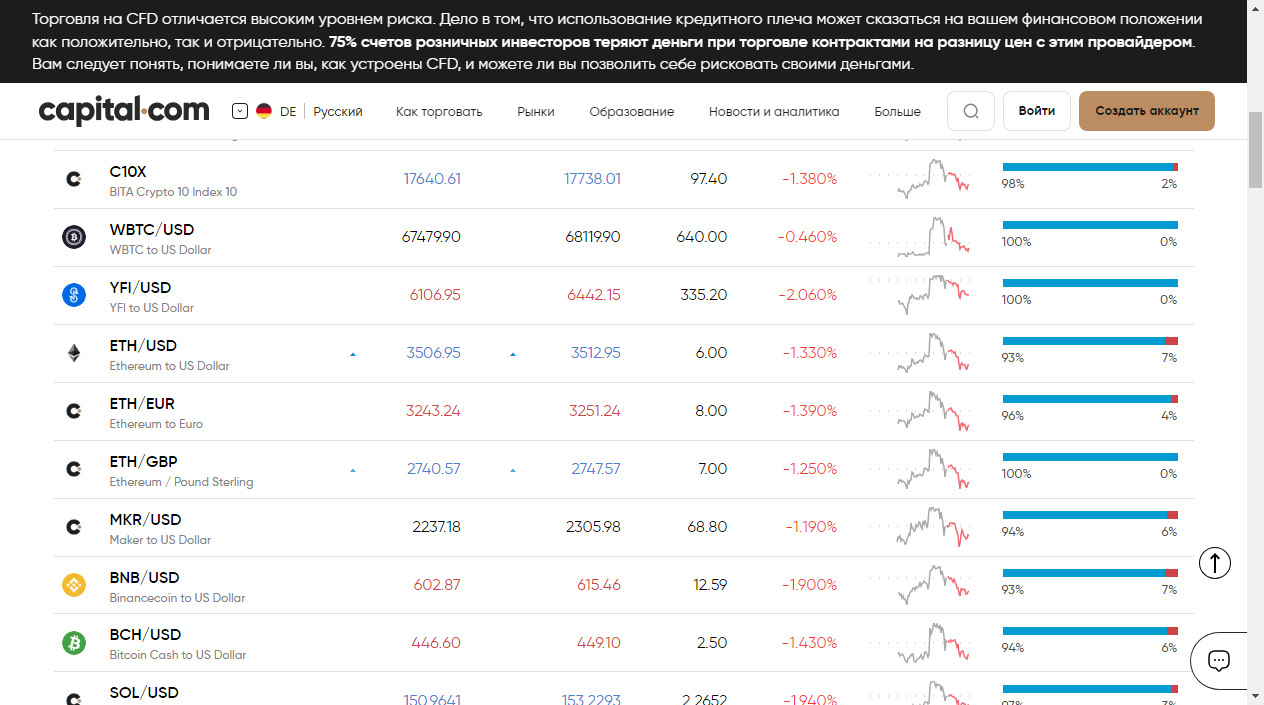 Торговля на CFD отличается высоким уровнем риска. Дело в том, что использование кредитного плеча может сказаться на вашем финансовом положении
как положительно, так и отрицательно. 75% счетов розничных инвесторов теряют деньги при торговле контрактами на разницу цен с этим провайдером.
Вам следует понять, понимаете ли вы, как устроены CFD, и можете ли вы позволить себе рисковать своими деньгами.
capital.com DE Русский Как торговать Рынки Образование Новости и аналитика Больше Войти Создать аккаунт
C10X 17640.61 17738.01 97.40 -1.380%
BITA Crypto 10 Index 10 98% 2%
WBTC/USD 67479.90 68119.90 640.00 -0.460%
WBTC to US Dollar 100% 0%
YFI/USD 6106.95 6442.15 335.20 -2.060%
YFI to US Dollar 100% 0%
ETH/USD 3506.95 3512.95 6.00 -1.330%
Ethereum to US Dollar 93% 7%
ETH/EUR 3243.24 3251.24 8.00 -1.390%
Ethereum to Euro 96% 4%
ETH/GBP 2740.57 2747.57 7.00 -1.250%
Ethereum / Pound Sterling 100% 0%
MKR/USD 2237.18 2305.98 68.80 -1.190%
Maker to US Dollar 94% 6%
BNB/USD 602.87 615.46 12.59 -1.900%
Binancecoin to US Dollar 93% 7%
BCH/USD 446.60 449.10 2.50 -1.430%
Bitcoin Cash to US Dollar 94% 6%
SOL/USD 150.9641 153.2293 2.2652 -1.940%
97% 3%